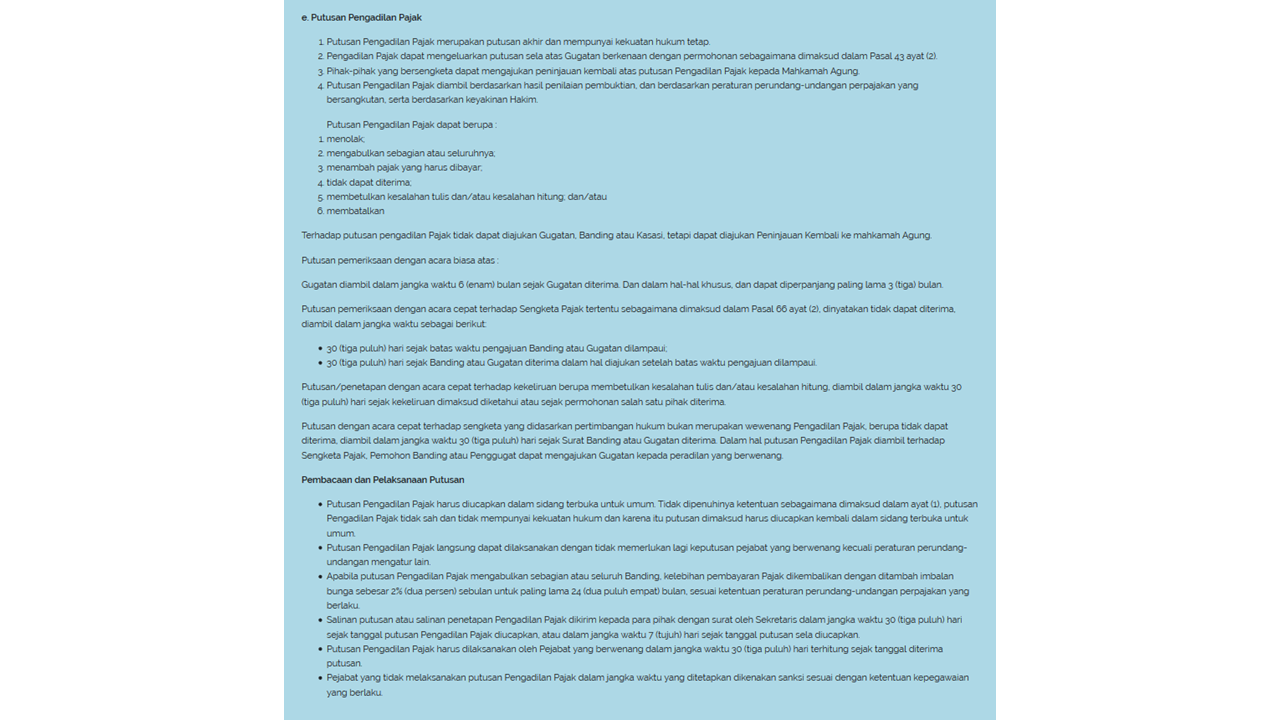 e. Putusan Pengadilan Pajak
1. Putusan Pengadilan Pajak merupakan putusan akhir dan mempunyai kekuatan hukum tetap.
2. Pengadilan Pajak dapat mengeluarkan putusan sela atas Gugatan berkenaan dengan permohonan sebagaimana dimaksud dalam Pasal 43 ayat (2).
3. Pihak-pihak yang bersengketa dapat mengajukan peninjauan kembali atas putusan Pengadilan Pajak kepada Mahkamah Agung.
4. Putusan Pengadilan Pajak diambil berdasarkan hasil penilaian pembuktian, dan berdasarkan peraturan perundang-undangan perpajakan yang
bersangkutan, serta berdasarkan keyakinan Hakim.
Putusan Pengadilan Pajak dapat berupa :
1. menolak;
2. mengabulkan sebagian atau seluruhnya;
3. menambah pajak yang harus dibayar;
4. tidak dapat diterima;
5. membetulkan kesalahan tulis dan/atau kesalahan hitung; dan/atau
6. membatalkan
Terhadap putusan pengadilan Pajak tidak dapat diajukan Gugatan, Banding atau Kasasi, tetapi dapat diajukan Peninjauan Kembali ke mahkamah Agung.
Putusan pemeriksaan dengan acara biasa atas :
Gugatan diambil dalam jangka waktu 6 (enam) bulan sejak Gugatan diterima. Dan dalam hal-hal khusus, dan dapat diperpanjang paling lama 3 (tiga) bulan.
Putusan pemeriksaan dengan acara cepat terhadap Sengketa Pajak tertentu sebagaimana dimaksud dalam Pasal 66 ayat (2), dinyatakan tidak dapat diterima,
diambil dalam jangka waktu sebagai berikut:
• 30 (tiga puluh) hari sejak batas waktu pengajuan Banding atau Gugatan dilampaui;
• 30 (tiga puluh) hari sejak Banding atau Gugatan diterima dalam hal diajukan setelah batas waktu pengajuan dilampaui.
Putusan/penetapan dengan acara cepat terhadap kekeliruan berupa membetulkan kesalahan tulis dan/atau kesalahan hitung, diambil dalam jangka waktu 30
(tiga puluh) hari sejak kekeliruan dimaksud diketahui atau sejak permohonan salah satu pihak diterima.
Putusan dengan acara cepat terhadap sengketa yang didasarkan pertimbangan hukum bukan merupakan wewenang Pengadilan Pajak, berupa tidak dapat
diterima, diambil dalam jangka waktu 30 (tiga puluh) hari sejak Surat Banding atau Gugatan diterima. Dalam hal putusan Pengadilan Pajak diambil terhadap
Sengketa Pajak, Pemohon Banding atau Penggugat dapat mengajukan Gugatan kepada peradilan yang berwenang.
Pembacaan dan Pelaksanaan Putusan
• Putusan Pengadilan Pajak harus diucapkan dalam sidang terbuka untuk umum. Tidak dipenuhinya ketentuan sebagaimana dimaksud dalam ayat (1), putusan
Pengadilan Pajak tidak sah dan tidak mempunyai kekuatan hukum dan karena itu putusan dimaksud harus diucapkan kembali dalam sidang terbuka untuk
umum.
• Putusan Pengadilan Pajak langsung dapat dilaksanakan dengan tidak memerlukan lagi keputusan pejabat yang berwenang kecuali peraturan perundang-
undangan mengatur lain.
• Apabila putusan Pengadilan Pajak mengabulkan sebagian atau seluruh Banding, kelebihan pembayaran Pajak dikembalikan dengan ditambah imbalan
bunga sebesar 2% (dua persen) sebulan untuk paling lama 24 (dua puluh empat) bulan, sesuai ketentuan peraturan perundang-undangan perpajakan yang
berlaku.
• Salinan putusan atau salinan penetapan Pengadilan Pajak dikirim kepada para pihak dengan surat oleh Sekretaris dalam jangka waktu 30 (tiga puluh) hari
sejak tanggal putusan Pengadilan Pajak diucapkan, atau dalam jangka waktu 7 (tujuh) hari sejak tanggal putusan sela diucapkan.
• Putusan Pengadilan Pajak harus dilaksanakan oleh Pejabat yang berwenang dalam jangka waktu 30 (tiga puluh) hari terhitung sejak tanggal diterima
putusan.
• Pejabat yang tidak melaksanakan putusan Pengadilan Pajak dalam jangka waktu yang ditetapkan dikenakan sanksi sesuai dengan ketentuan kepegawaian
yang berlaku.